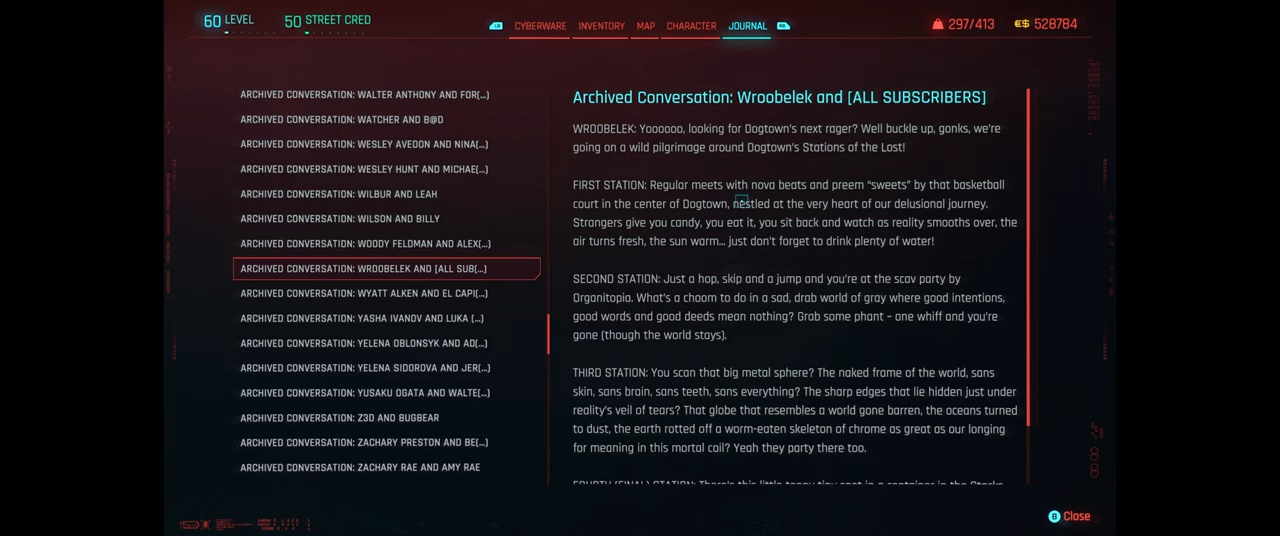 60 LEVEL
50 STREET CRED
CYBERWARE
INVENTORY
MAP
CHARACTER
JOURNAL
297/413
€$ 528784
ARCHIVED CONVERSATION: WALTER ANTHONY AND FOR(...)
ARCHIVED CONVERSATION: WATCHER AND B@D
ARCHIVED CONVERSATION: WESLEY AVEDON AND NINA(...)
ARCHIVED CONVERSATION: WESLEY HUNT AND MICHAE(...)
ARCHIVED CONVERSATION: WILBUR AND LEAH
ARCHIVED CONVERSATION: WILSON AND BILLY
ARCHIVED CONVERSATION: WOODY FELDMAN AND ALEX(...)
ARCHIVED CONVERSATION: WROOBELEK AND [ALL SUB(...)
ARCHIVED CONVERSATION: WYATT ALKEN AND EL CAPI(...)
ARCHIVED CONVERSATION: YASHA IVANOV AND LUKA (...)
ARCHIVED CONVERSATION: YELENA OBLONSYK AND AD(...)
ARCHIVED CONVERSATION: YELENA SIDOROVA AND JER(...)
ARCHIVED CONVERSATION: YUSAKU OGATA AND WALTE(...)
ARCHIVED CONVERSATION: Z3D AND BUGBEAR
ARCHIVED CONVERSATION: ZACHARY PRESTON AND BE(...)
ARCHIVED CONVERSATION: ZACHARY RAE AND AMY RAE
Archived Conversation: Wroobelek and [ALL SUBSCRIBERS]
WROOBELEK: Yoooooo, looking for Dogtown's next rager? Well buckle up, gonks, we're
going on a wild pilgrimage around Dogtown's Stations of the Lost!
FIRST STATION: Regular meets with nova beats and preem “sweets” by that basketball
court in the center of Dogtown, nestled at the very heart of our delusional journey.
Strangers give you candy, you eat it, you sit back and watch as reality smooths over, the
air turns fresh, the sun warm... just don't forget to drink plenty of water!
SECOND STATION: Just a hop, skip and a jump and you're at the scav party by
Organitopia. What's a choom to do in a sad, drab world of gray where good intentions,
good words and good deeds mean nothing? Grab some phant – one whiff and you're
gone (though the world stays).
THIRD STATION: You scan that big metal sphere? The naked frame of the world, sans
skin, sans brain, sans teeth, sans everything? The sharp edges that lie hidden just under
reality's veil of tears? That globe that resembles a world gone barren, the oceans turned
to dust, the earth rotted off a worm-eaten skeleton of chrome as great as our longing
for meaning in this mortal coil? Yeah they party there too.
FOURTH (FINAL) STATION: There's this little teeny tiny spot in a container in the Stacks
B Close